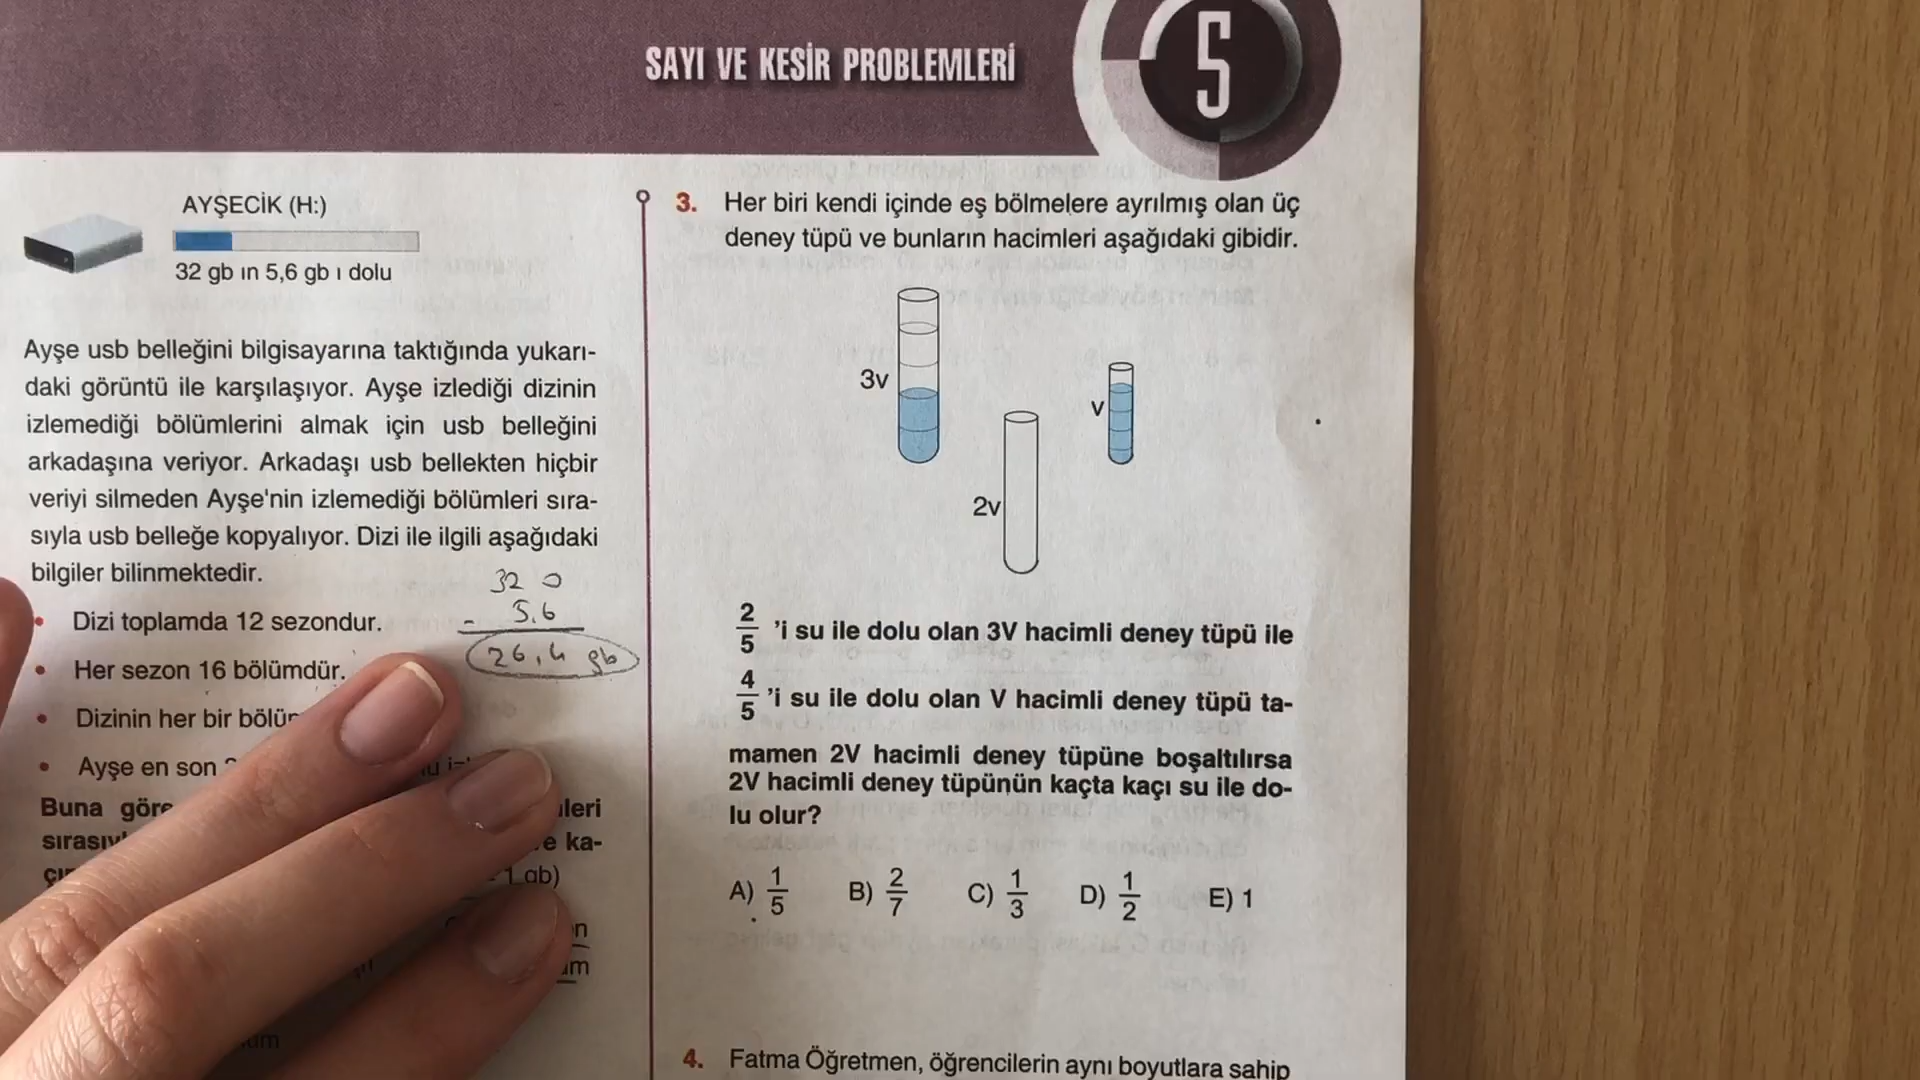 SAYI VE KESİR PROBLEMLERİ
5
AYŞECİK (H:)
32 gb ın 5,6 gb ı dolu
Ayşe usb belleğini bilgisayarına taktığında yukarı-
daki görüntü ile karşılaşıyor. Ayşe izlediği dizinin
izlemediği bölümlerini almak için usb belleğini
arkadaşına veriyor. Arkadaşı usb bellekten hiçbir
veriyi silmeden Ayşe'nin izlemediği bölümleri sıra-
sıyla usb belleğe kopyalıyor. Dizi ile ilgili aşağıdaki
bilgiler bilinmektedir.
32 0
- 5,6
26,4 gb
• Dizi toplamda 12 sezondur.
• Her sezon 16 bölümdür.
• Dizinin her bir
• Ayşe en son
Buna göre
leri
e ka-
3. Her biri kendi içinde eş bölmelere ayrılmış olan üç
deney tüpü ve bunların hacimleri aşağıdaki gibidir.
3v
v
2v
2/5 'i su ile dolu olan 3V hacimli deney tüpü ile
4/5 'i su ile dolu olan V hacimli deney tüpü ta-
mamen 2V hacimli deney tüpüne boşaltılırsa
2V hacimli deney tüpünün kaçta kaçı su ile do-
lu olur?
A) 1/5 B) 2/7 C) 1/3 D) 1/2 E) 1
4. Fatma Öğretmen, öğrencilerin aynı boyutlara sahip